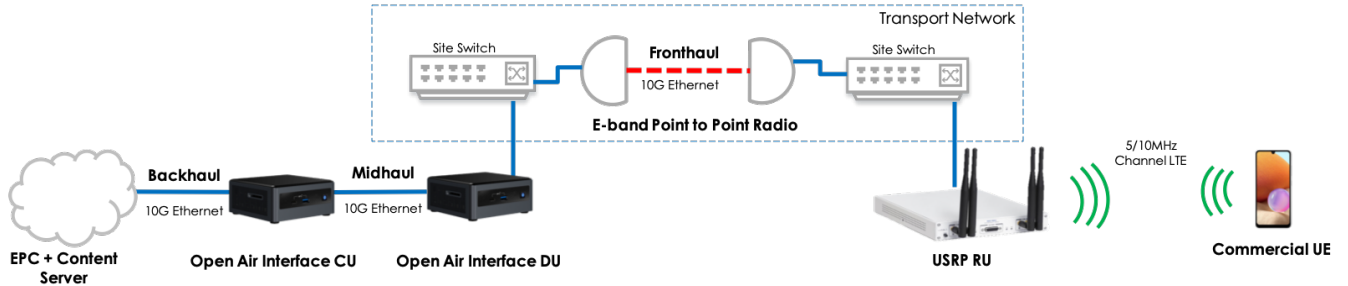 Transport Network
Site Switch
Fronthaul
10G Ethernet
Site Switch
E-band Point to Point Radio
Backhaul
10G Ethernet
Midhaul
10G Ethernet
5/10MHz
Channel LTE
EPC + Content
Server
Open Air Interface CU
Open Air Interface DU
USRP RU
Commercial UE